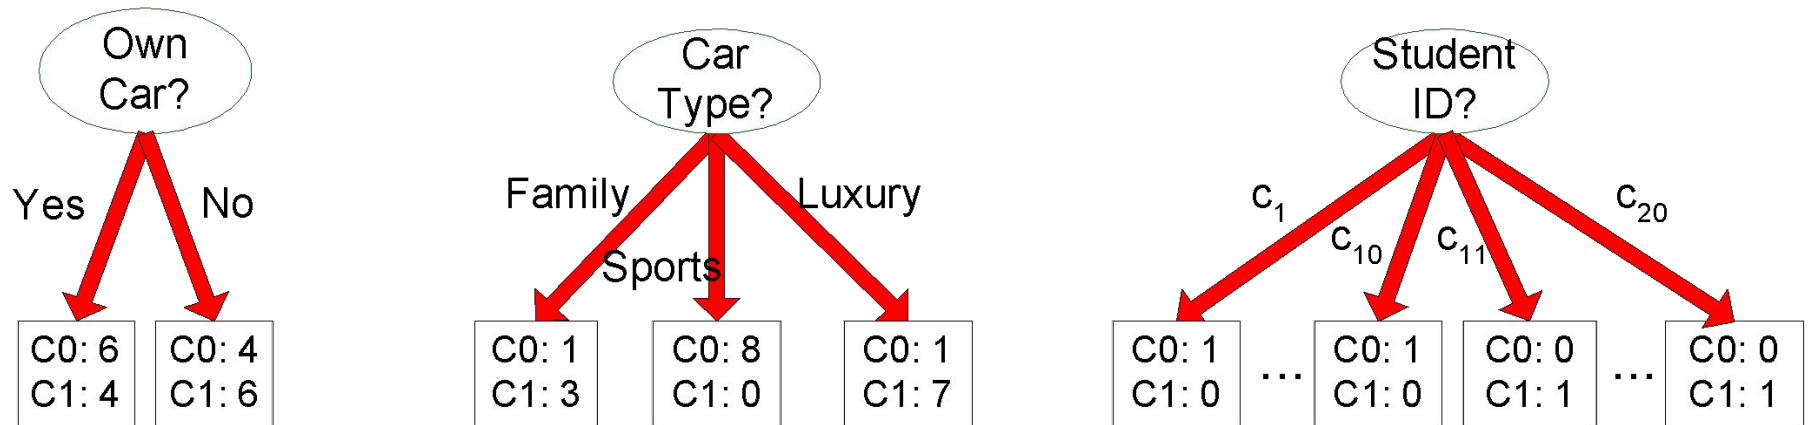 Own
Car?
Yes
No
C0: 6
C1: 4
C0: 4
C1: 6
Car
Type?
Family
Sports
Luxury
C0: 1
C1: 3
C0: 8
C1: 0
C0: 1
C1: 7
Student
ID?
c1
c10
c11
c20
C0: 1
C1: 0
...
C0: 1
C1: 0
C0: 0
C1: 1
...
C0: 0
C1: 1